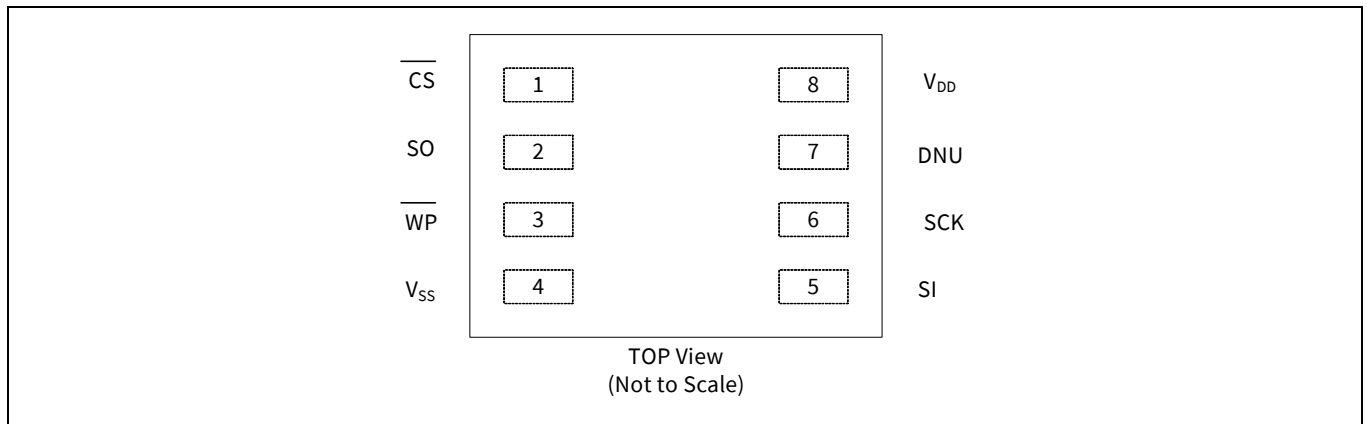 CS 1 8 VDD
SO 2 7 DNU
WP 3 6 SCK
VSS 4 5 SI
TOP View
(Not to Scale)